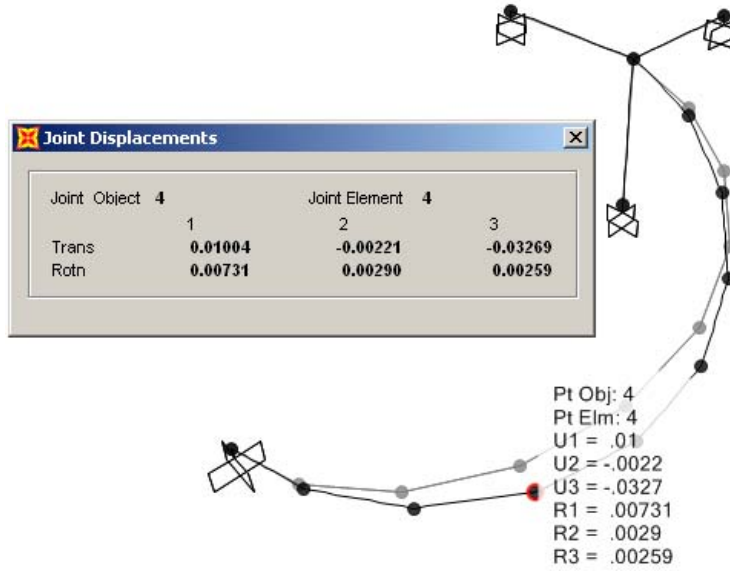 Joint Displacements
Joint Object 4 Joint Element 4
1 2 3
Trans 0.01004 -0.00221 -0.03269
Rotn 0.00731 0.00290 0.00259
Pt Obj: 4
Pt Elm: 4
U1 = .01
U2 = -.0022
U3 = -.0327
R1 = .00731
R2 = .0029
R3 = .00259